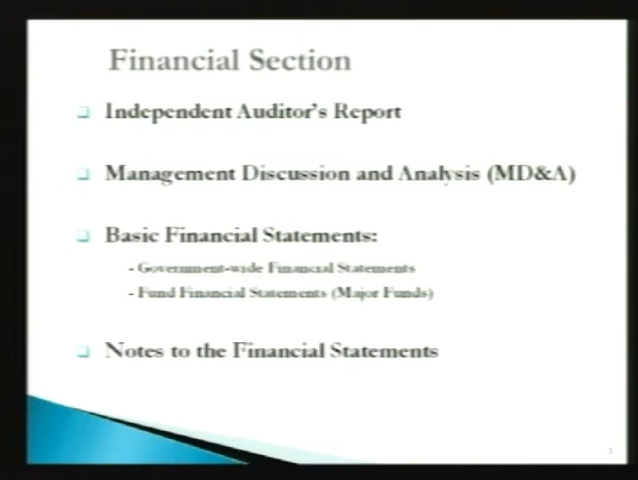 Financial Section
Independent Auditor's Report
Management Discussion and Analysis (MD&A)
Basic Financial Statements:
- Government-wide Financial Statements
- Fund Financial Statements (Major Funds)
Notes to the Financial Statements